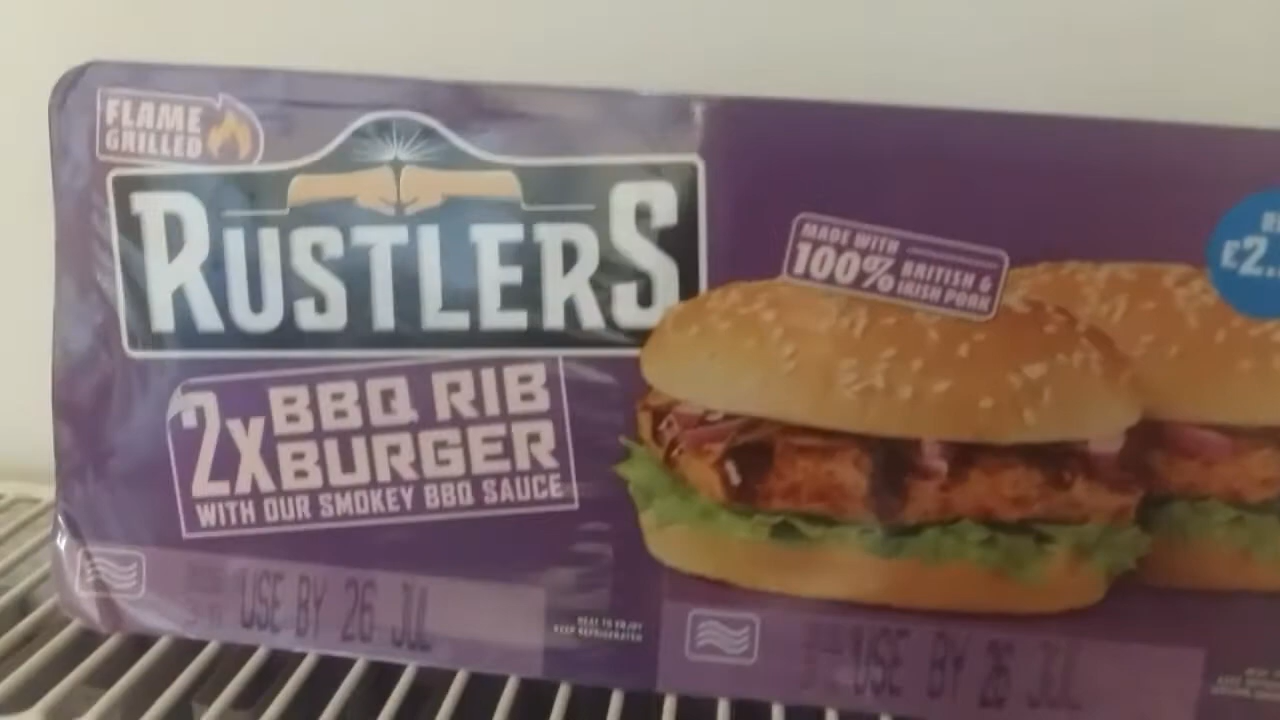 FLAME
GRILLED
RUSTLERS
MADE WITH
100% BRITISH &
IRISH PORK
£2.
2x BBQ RIB
BURGER
WITH OUR SMOKEY BBQ SAUCE
USE BY 26 JUL
HEAT TO ENJOY
KEEP REFRIGERATED
USE BY 26 JUL